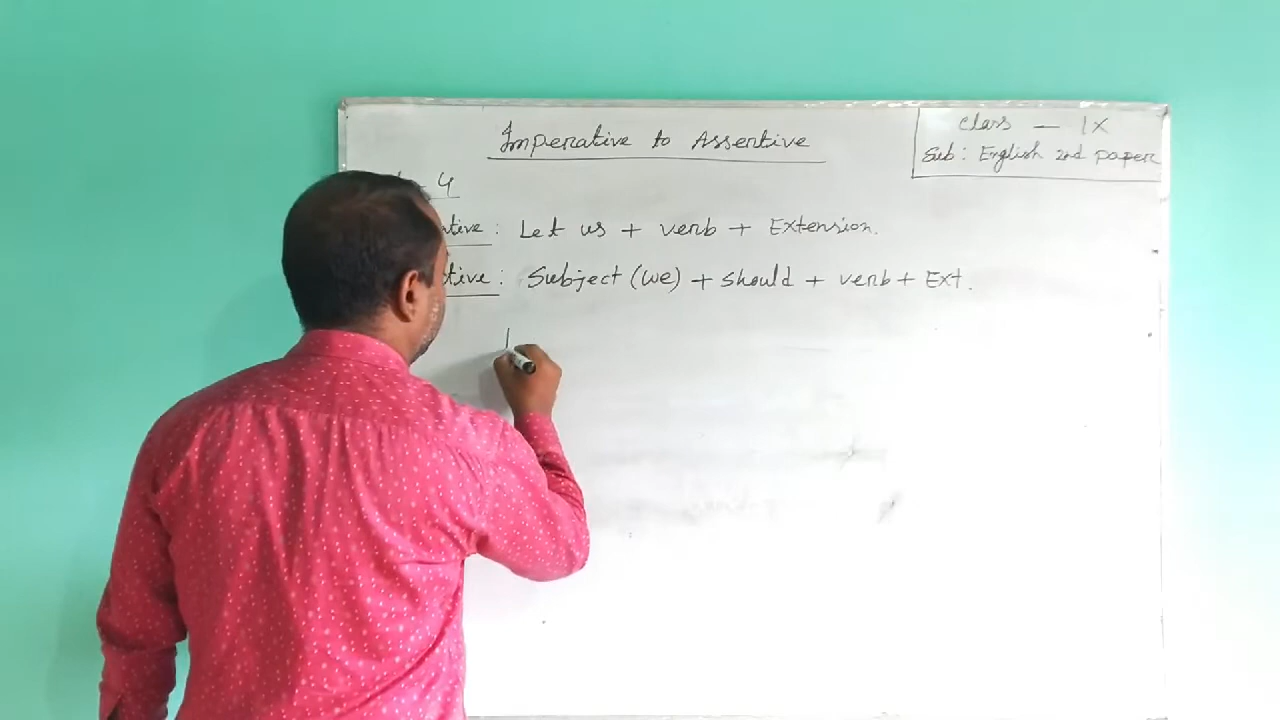 Imperative to Assertive
Class — IX
Sub: English 2nd paper
4
: Let us + verb + Extension.
: Subject (we) + should + verb + Ext.